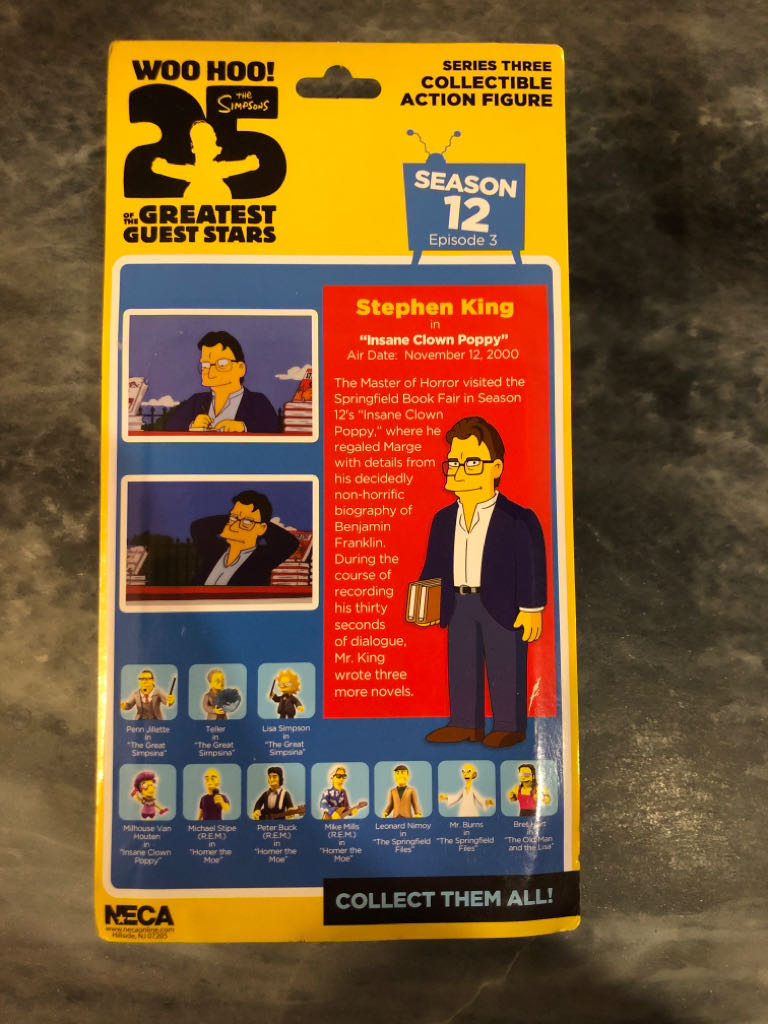 WOO HOO!
THE
SIMPSONS
25
OF THE GREATEST
GUEST STARS
SERIES THREE
COLLECTIBLE
ACTION FIGURE
SEASON
12
Episode 3
Stephen King
in
"Insane Clown Poppy"
Air Date: November 12, 2000
The Master of Horror visited the
Springfield Book Fair in Season
12's "Insane Clown
Poppy," where he
regaled Marge
with details from
his decidedly
non-horrific
biography of
Benjamin
Franklin.
During the
course of
recording
his thirty
seconds
of dialogue,
Mr. King
wrote three
more novels.
Penn Jillette
in
"The Great
Simpsina"
Teller
in
"The Great
Simpsina"
Lisa Simpson
in
"The Great
Simpsina"
Milhouse Van
Houten
in
"Insane Clown
Poppy"
Michael Stipe
(R.E.M.)
in
"Homer the
Moe"
Peter Buck
(R.E.M.)
in
"Homer the
Moe"
Mike Mills
(R.E.M.)
in
"Homer the
Moe"
Leonard Nimoy
in
"The Springfield
Files"
Mr. Burns
in
"The Springfield
Files"
Bret Hart
in
"The Old Man
and the Lisa"
COLLECT THEM ALL!
NECA
www.necaonline.com
Hillside, NJ 07205